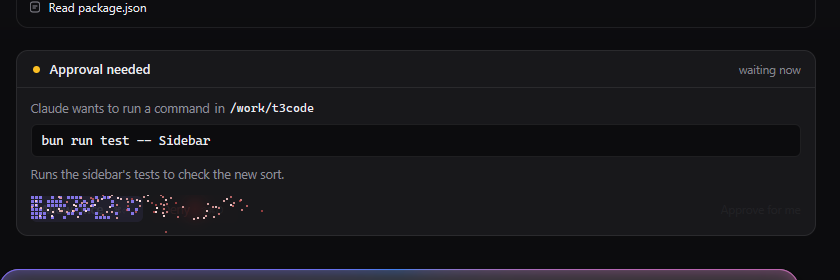 Read package.json
Approval needed
waiting now
Claude wants to run a command in /work/t3code
bun run test -- Sidebar
Runs the sidebar's tests to check the new sort.
Approve for me